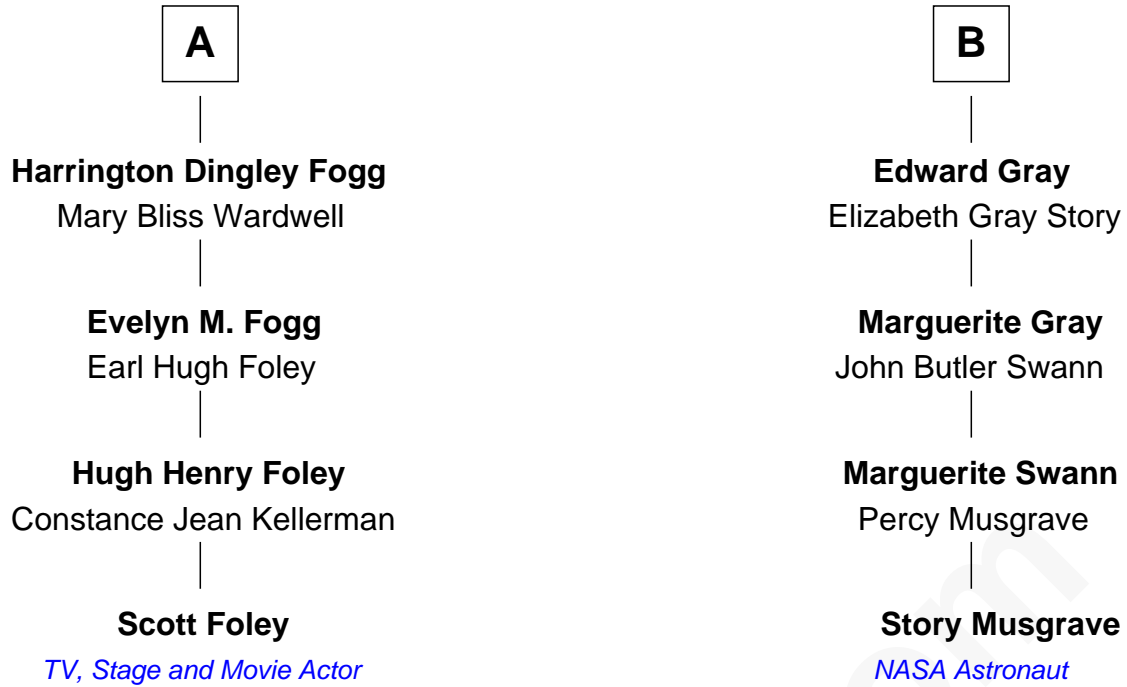 A
B
Harrington Dingley Fogg
Mary Bliss Wardwell
Edward Gray
Elizabeth Gray Story
Evelyn M. Fogg
Earl Hugh Foley
Marguerite Gray
John Butler Swann
Hugh Henry Foley
Constance Jean Kellerman
Marguerite Swann
Percy Musgrave
Scott Foley
TV, Stage and Movie Actor
Story Musgrave
NASA Astronaut